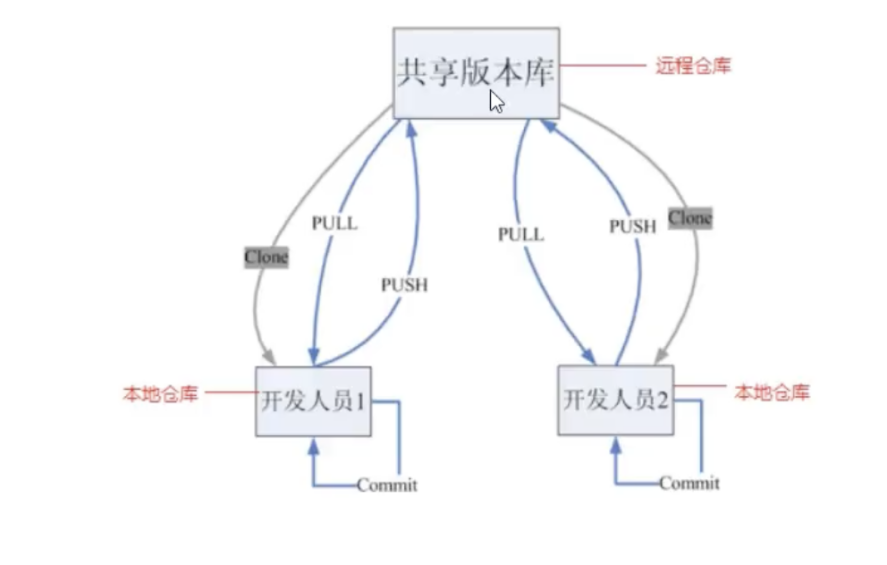 共享版本库
远程仓库
PULL
PULL
PUSH
Clone
Clone
PUSH
本地仓库
开发人员1
开发人员2
本地仓库
Commit
Commit